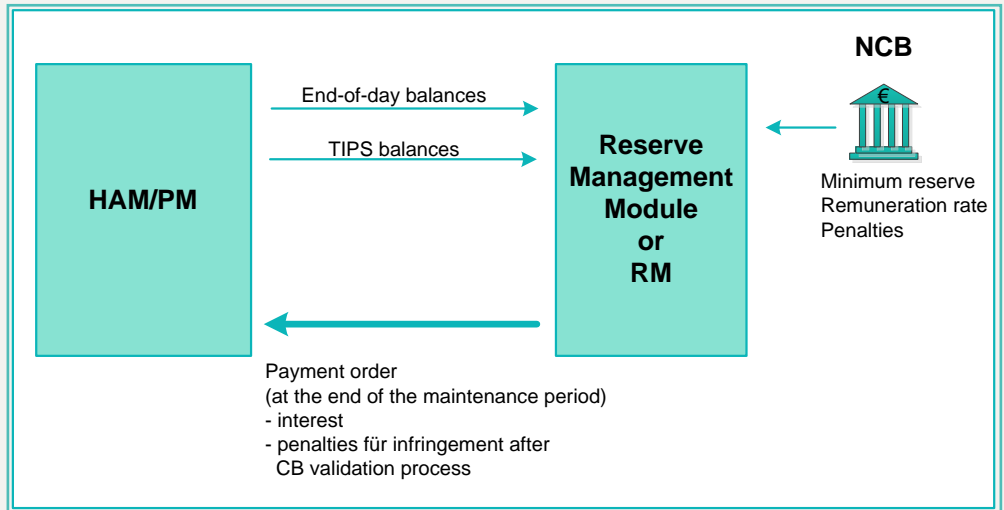 NCB
€
End-of-day balances
TIPS balances
HAM/PM
Reserve
Management
Module
or
RM
Minimum reserve
Remuneration rate
Penalties
Payment order
(at the end of the maintenance period)
- interest
- penalties für infringement after
CB validation process